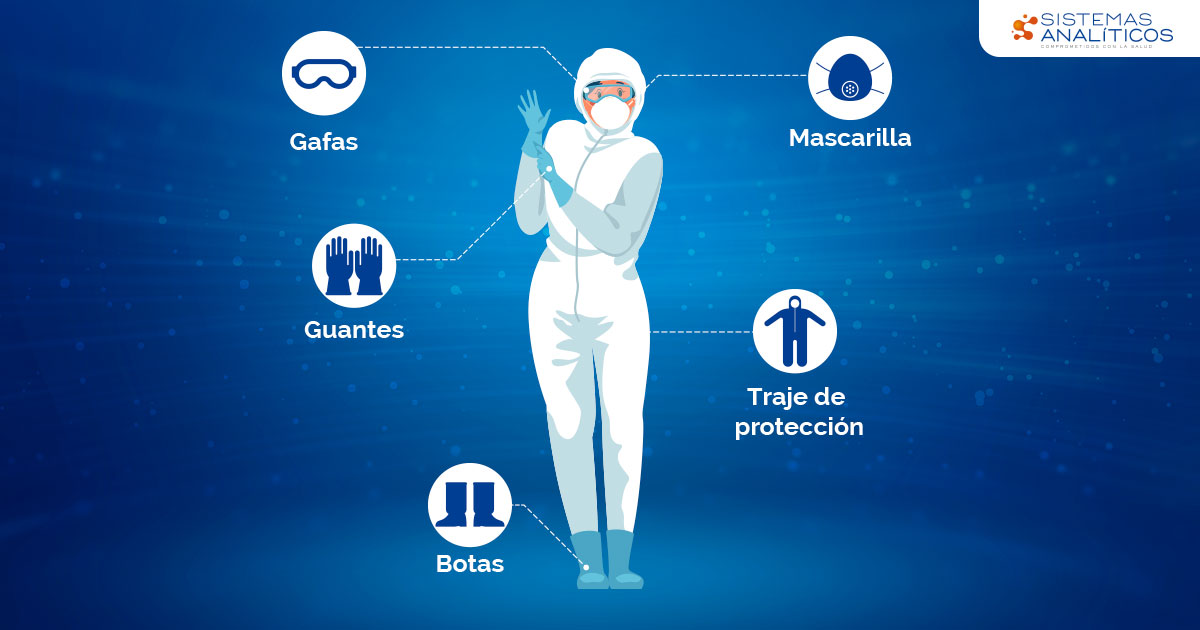 SISTEMAS
ANALÍTICOS
COMPROMETIDOS CON LA SALUD
Gafas
Mascarilla
Guantes
Traje de
protección
Botas